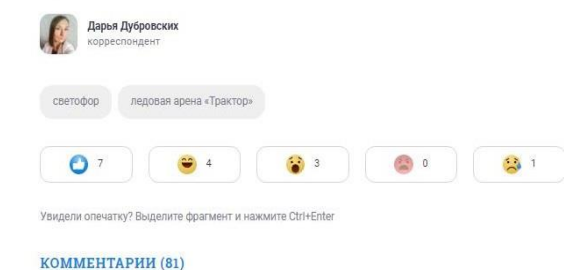 Дарья Дубровских
корреспондент
светофор ледовая арена «Трактор»
7 4 3 0 1
Увидели опечатку? Выделите фрагмент и нажмите Ctrl+Enter
КОММЕНТАРИИ (81)